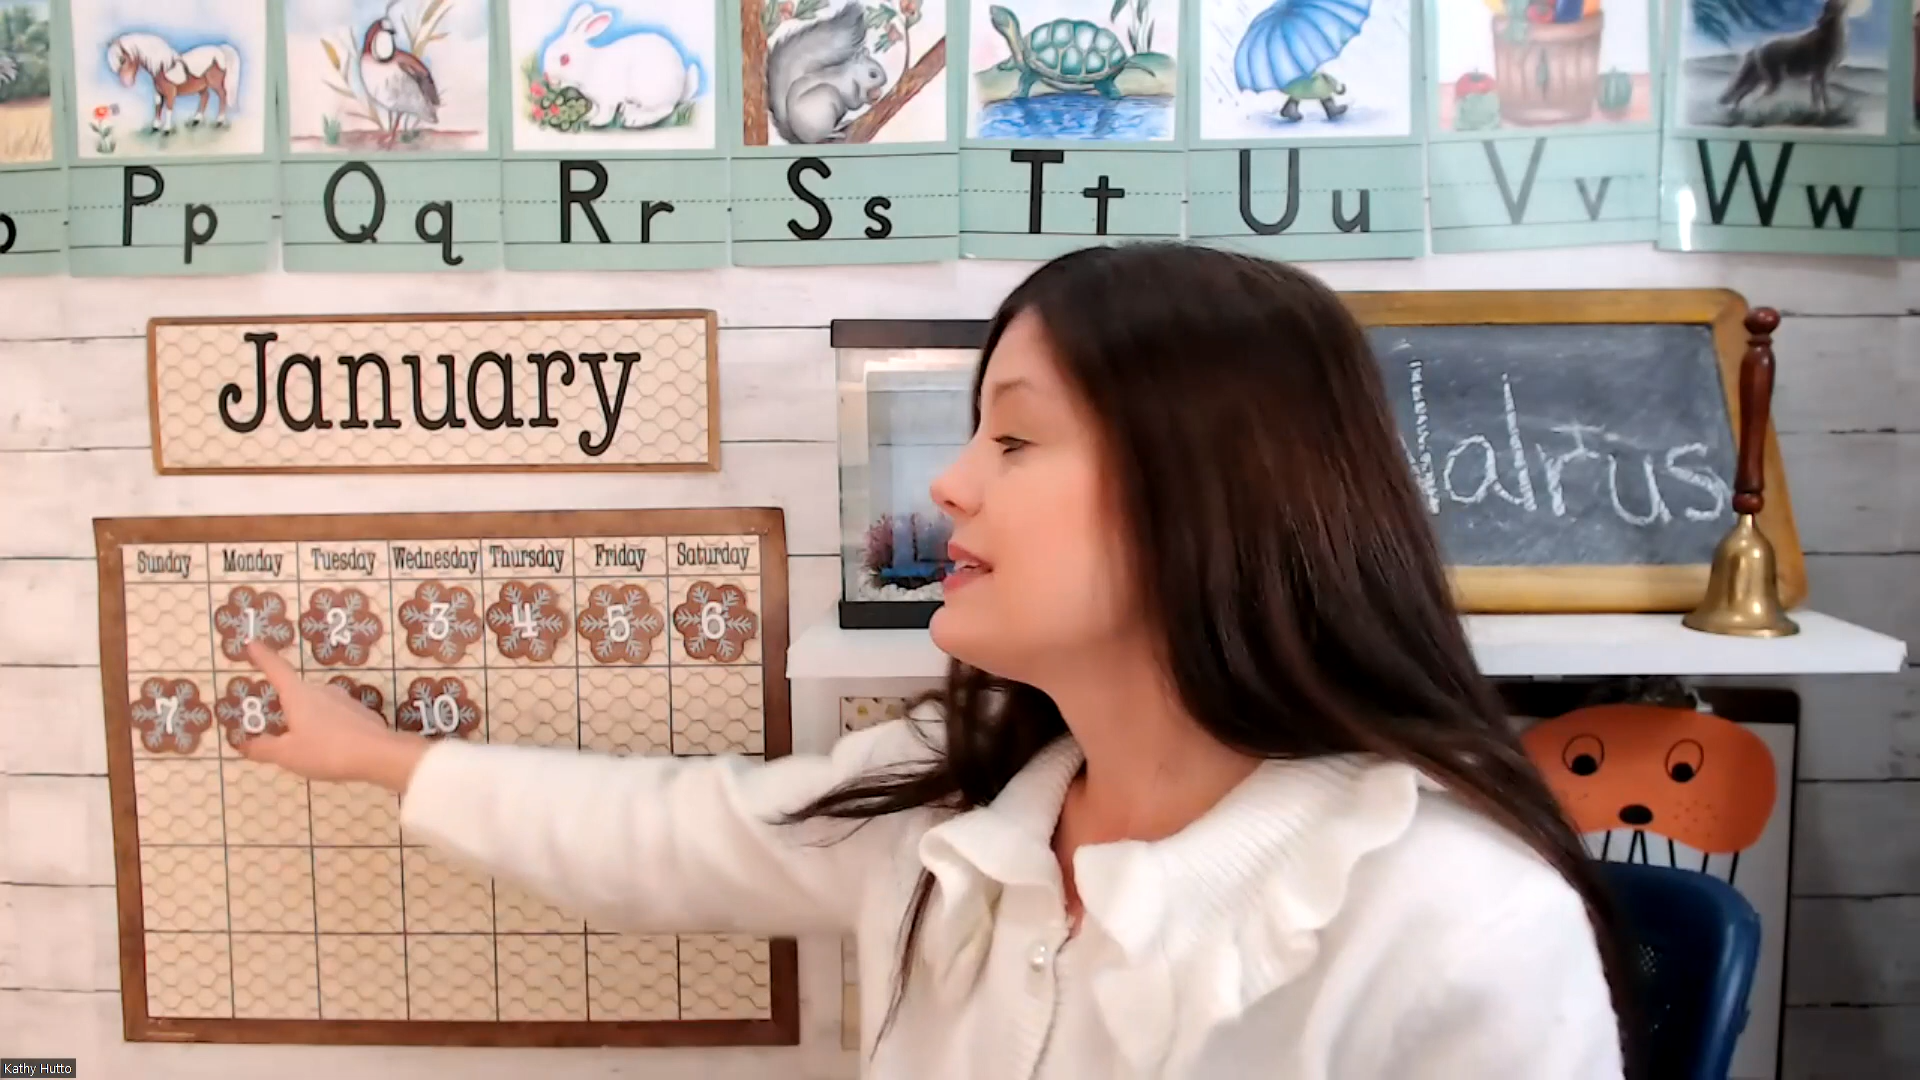 Pp Qq Rr Ss Tt Uu Vv Ww
January
Sunday Monday Tuesday Wednesday Thursday Friday Saturday
1 2 3 4 5 6
7 8 10
Kathy Hutto